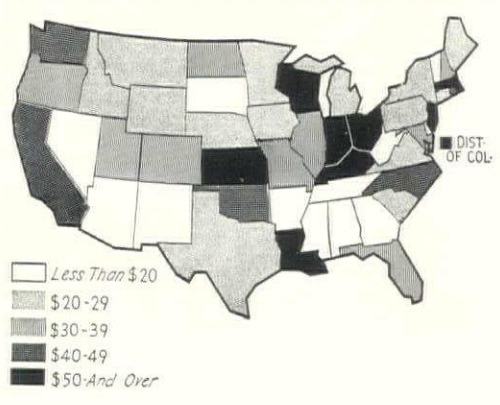 DIST.
OF COL.
Less Than $20
$20-29
$30-39
$40-49
$50-And Over